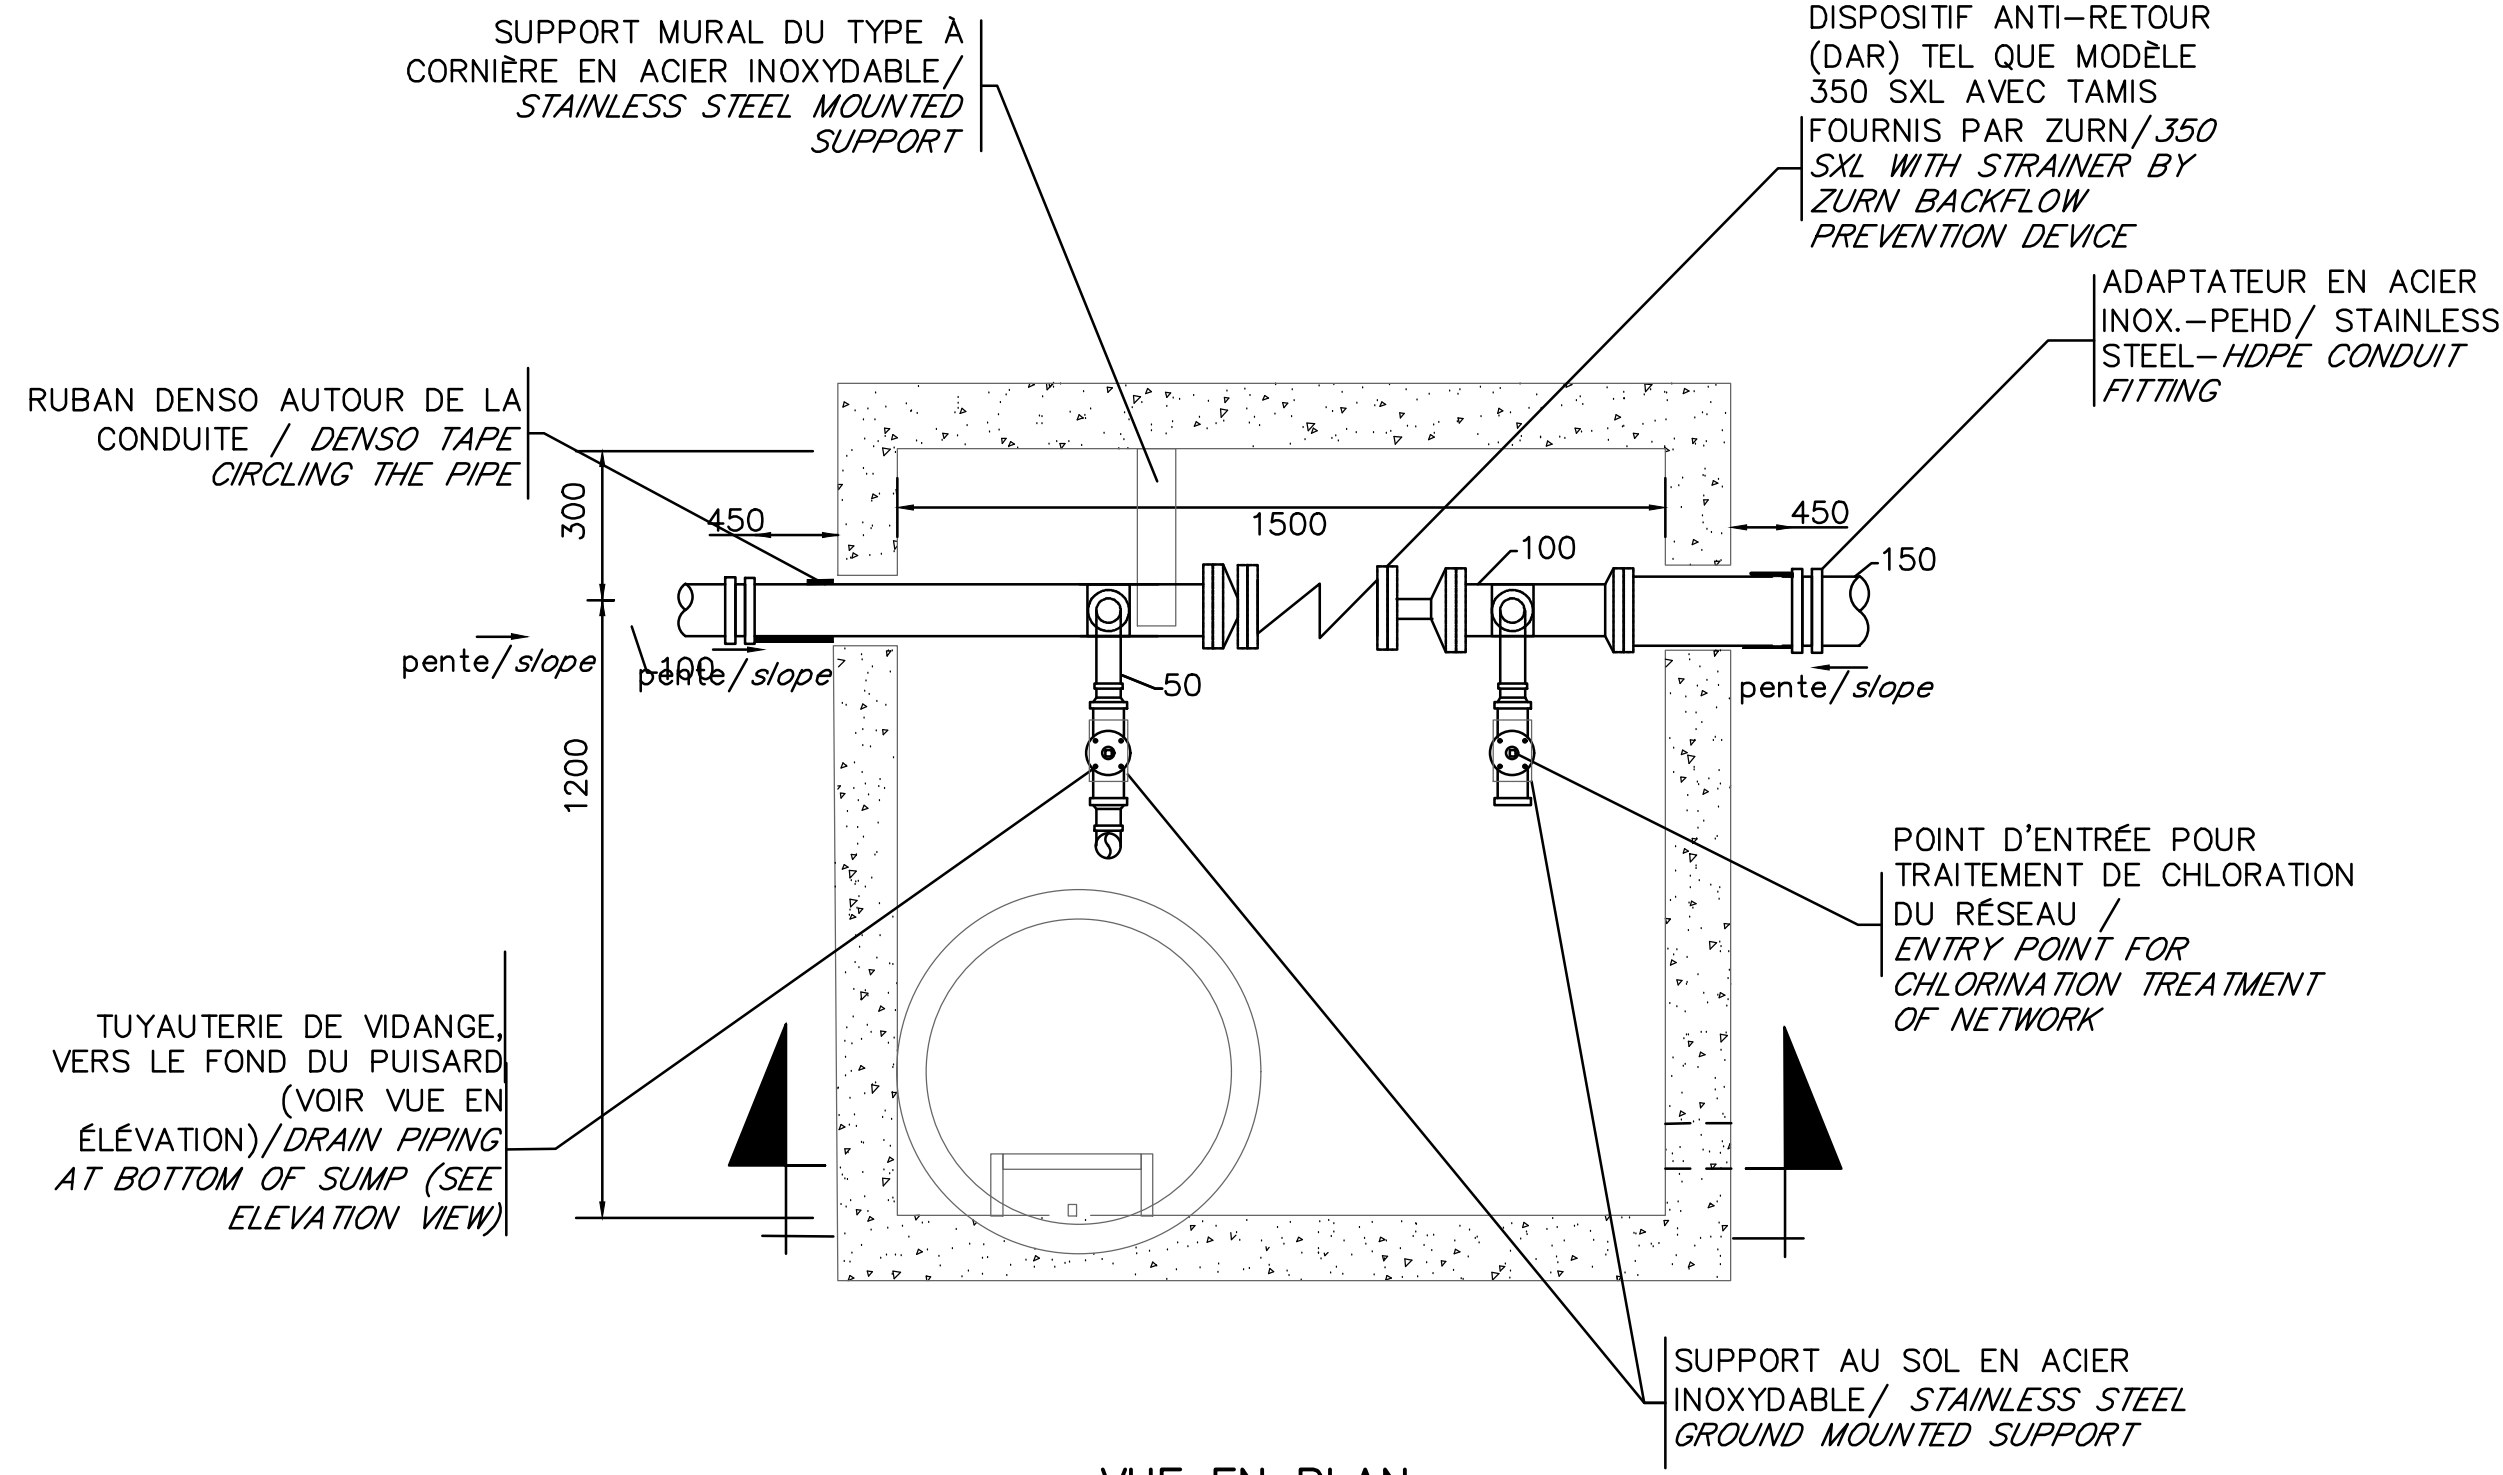 SUPPORT MURAL DU TYPE À
CORNIÈRE EN ACIER INOXYDABLE/
STAINLESS STEEL MOUNTED
SUPPORT
DISPOSITIF ANTI-RETOUR
(DAR) TEL QUE MODÈLE
350 SXL AVEC TAMIS
FOURNIS PAR ZURN/350
SXL WITH STRAINER BY
ZURN BACKFLOW
PREVENTION DEVICE
ADAPTATEUR EN ACIER
INOX.-PEHD/ STAINLESS
STEEL-HDPE CONDUIT
FITTING
RUBAN DENSO AUTOUR DE LA
CONDUITE / DENSO TAPE
CIRCLING THE PIPE
300
450
1500
450
100
150
pente/slope
100
pente/slope
50
pente/slope
1200
POINT D'ENTRÉE POUR
TRAITEMENT DE CHLORATION
DU RÉSEAU /
ENTRY POINT FOR
CHLORINATION TREATMENT
OF NETWORK
TUYAUTERIE DE VIDANGE,
VERS LE FOND DU PUISARD
(VOIR VUE EN
ÉLÉVATION)/DRAIN PIPING
AT BOTTOM OF SUMP (SEE
ELEVATION VIEW)
SUPPORT AU SOL EN ACIER
INOXYDABLE/ STAINLESS STEEL
GROUND MOUNTED SUPPORT
VUE EN PLAN